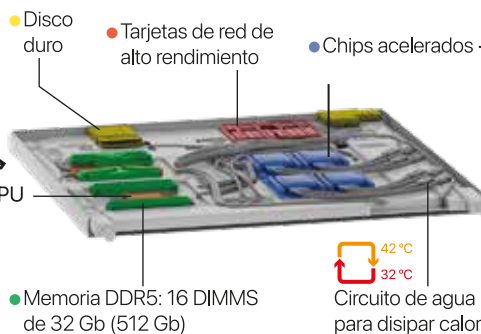 Disco
duro
Tarjetas de red de
alto rendimiento
Chips acelerados
PU
42 °C
32 °C
Memoria DDR5: 16 DIMMS
de 32 Gb (512 Gb)
Circuito de agua
para disipar calor